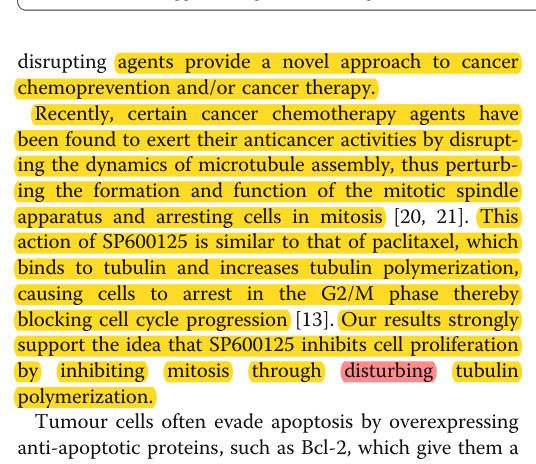 disrupting agents provide a novel approach to cancer
chemoprevention and/or cancer therapy.
Recently, certain cancer chemotherapy agents have
been found to exert their anticancer activities by disrupt-
ing the dynamics of microtubule assembly, thus perturb-
ing the formation and function of the mitotic spindle
apparatus and arresting cells in mitosis [20, 21]. This
action of SP600125 is similar to that of paclitaxel, which
binds to tubulin and increases tubulin polymerization,
causing cells to arrest in the G2/M phase thereby
blocking cell cycle progression [13]. Our results strongly
support the idea that SP600125 inhibits cell proliferation
by inhibiting mitosis through disturbing tubulin
polymerization.
Tumour cells often evade apoptosis by overexpressing
anti-apoptotic proteins, such as Bcl-2, which give them a